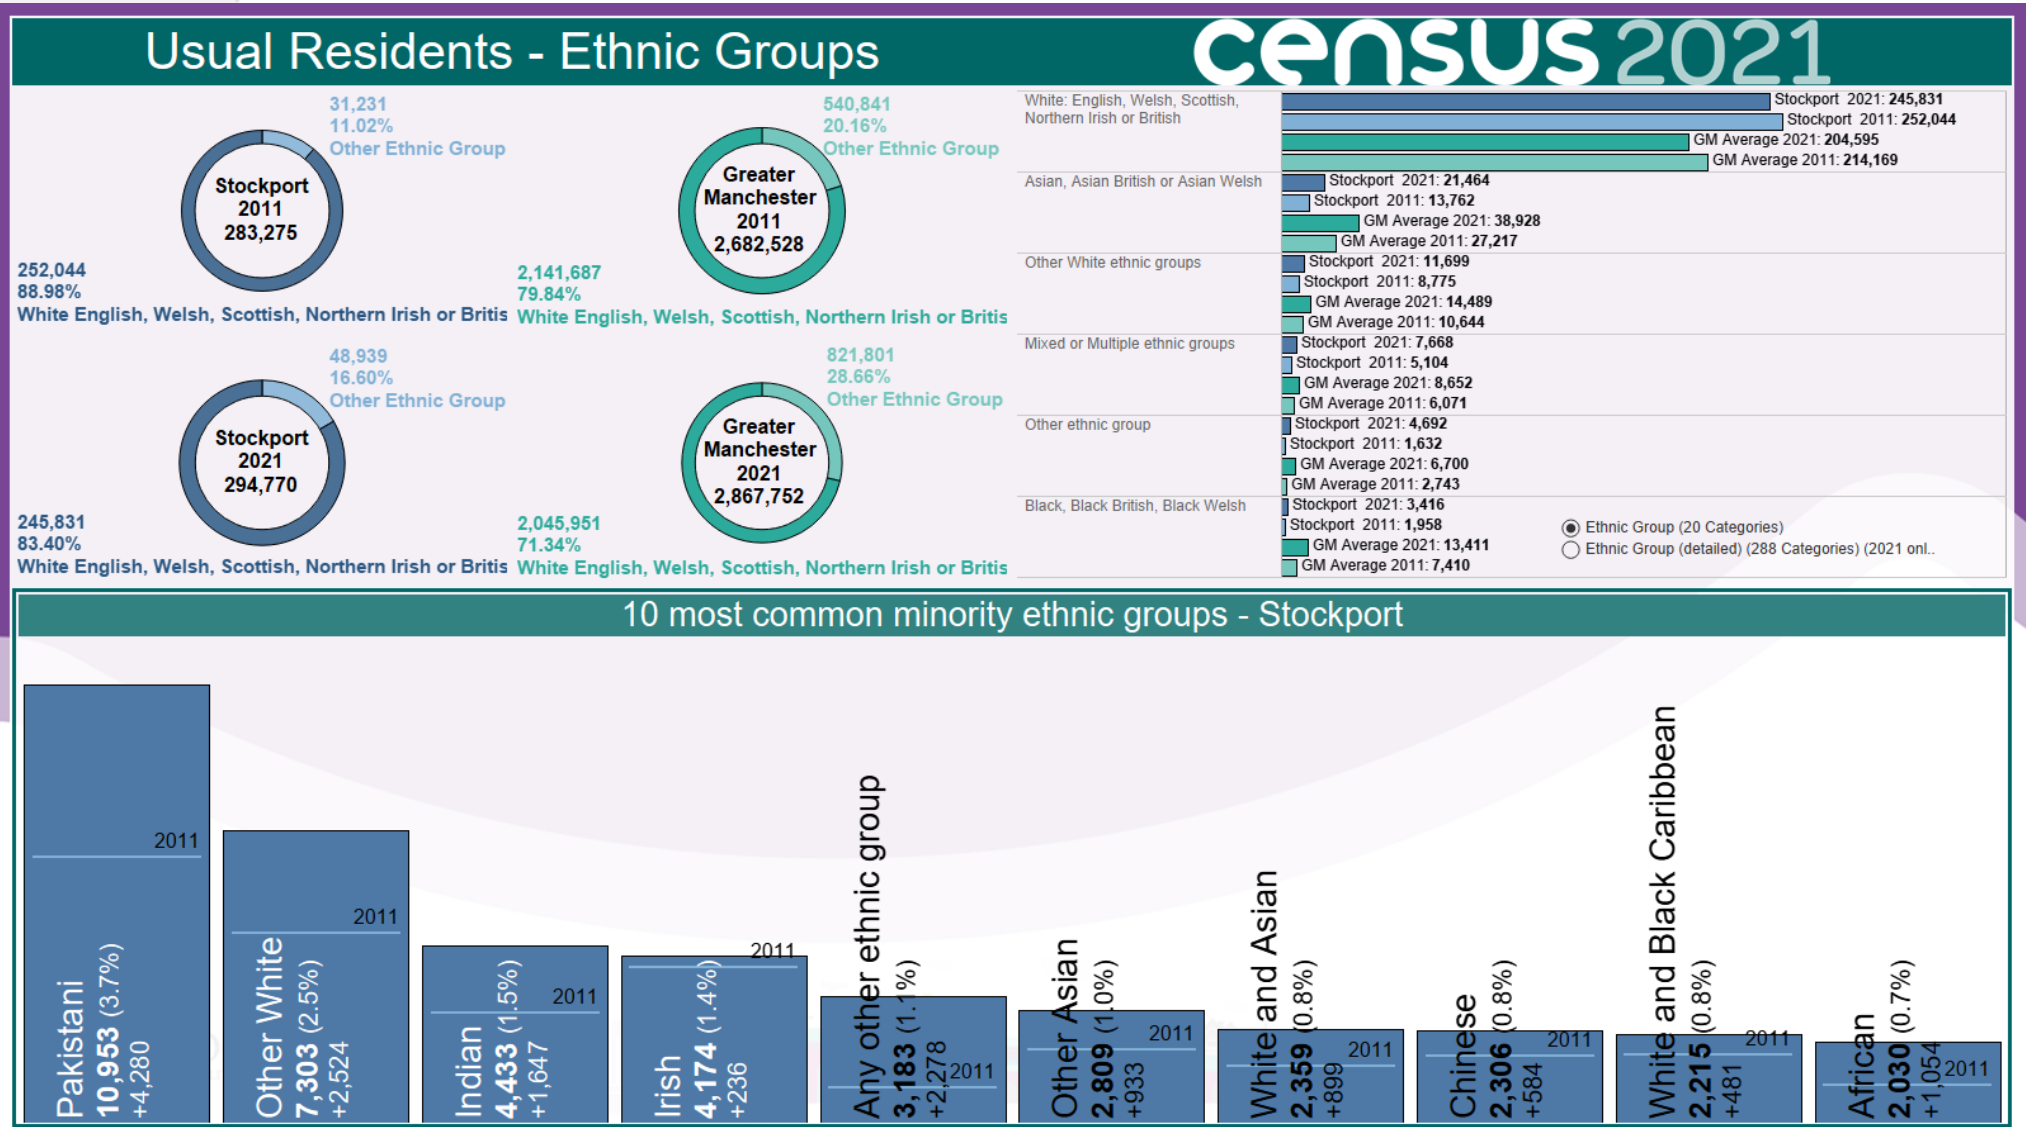 Usual Residents - Ethnic Groups
census 2021
31,231
11.02%
Other Ethnic Group
Stockport
2011
283,275
252,044
88.98%
White English, Welsh, Scottish, Northern Irish or Britis
540,841
20.16%
Other Ethnic Group
Greater
Manchester
2011
2,682,528
2,141,687
79.84%
White English, Welsh, Scottish, Northern Irish or Britis
48,939
16.60%
Other Ethnic Group
Stockport
2021
294,770
245,831
83.40%
White English, Welsh, Scottish, Northern Irish or Britis
821,801
28.66%
Other Ethnic Group
Greater
Manchester
2021
2,867,752
2,045,951
71.34%
White English, Welsh, Scottish, Northern Irish or Britis
White: English, Welsh, Scottish,
Northern Irish or British
Stockport 2021: 245,831
Stockport 2011: 252,044
GM Average 2021: 204,595
GM Average 2011: 214,169
Asian, Asian British or Asian Welsh
Stockport 2021: 21,464
Stockport 2011: 13,762
GM Average 2021: 38,928
GM Average 2011: 27,217
Other White ethnic groups
Stockport 2021: 11,699
Stockport 2011: 8,775
GM Average 2021: 14,489
GM Average 2011: 10,644
Mixed or Multiple ethnic groups
Stockport 2021: 7,668
Stockport 2011: 5,104
GM Average 2021: 8,652
GM Average 2011: 6,071
Other ethnic group
Stockport 2021: 4,692
Stockport 2011: 1,632
GM Average 2021: 6,700
GM Average 2011: 2,743
Black, Black British, Black Welsh
Stockport 2021: 3,416
Stockport 2011: 1,958
GM Average 2021: 13,411
GM Average 2011: 7,410
Ethnic Group (20 Categories)
Ethnic Group (detailed) (288 Categories) (2021 onl..
10 most common minority ethnic groups - Stockport
2011
Pakistani
10,953 (3.7%)
+4,280
2011
Other White
7,303 (2.5%)
+2,524
2011
Indian
4,433 (1.5%)
+1,647
2011
Irish
4,174 (1.4%)
+236
2011
Any other ethnic group
3,183 (1.1%)
+2,278
2011
Other Asian
2,809 (1.0%)
+933
2011
White and Asian
2,359 (0.8%)
+899
2011
Chinese
2,306 (0.8%)
+584
2011
White and Black Caribbean
2,215 (0.8%)
+481
2011
African
2,030 (0.7%)
+1,054